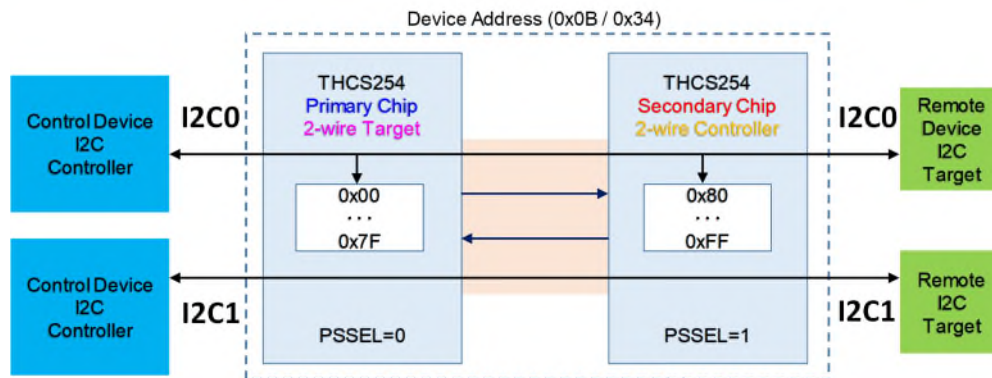 Device Address (0x0B / 0x34)
Control Device
I2C
Controller
I2C0
THCS254
Primary Chip
2-wire Target
0x00
...
0x7F
PSSEL=0
THCS254
Secondary Chip
2-wire Controller
0x80
...
0xFF
PSSEL=1
I2C0
Remote
Device
I2C
Target
Control Device
I2C
Controller
I2C1
I2C1
Remote
I2C
Target